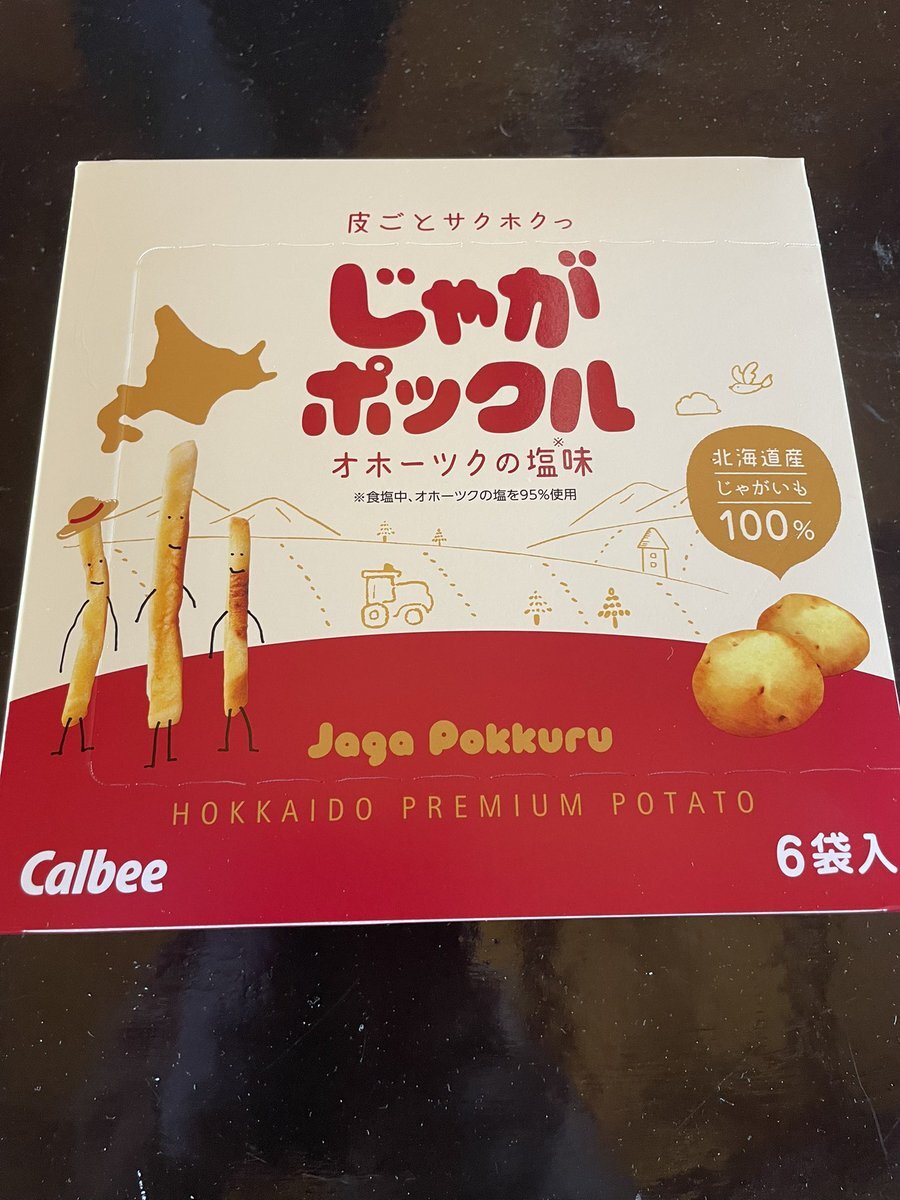 皮ごとサクホクっ
じゃが
ポックル
オホーツクの塩※味
※食塩中、オホーツクの塩を95%使用
北海道産
じゃがいも
100%
Jaga Pokkuru
HOKKAIDO PREMIUM POTATO
Calbee
6袋入